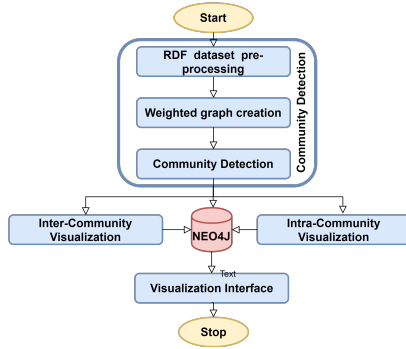 Start
RDF dataset pre-
processing
Weighted graph creation
Community Detection
Community Detection
Inter-Community
Visualization
NEO4J
Intra-Community
Visualization
Text
Visualization Interface
Stop